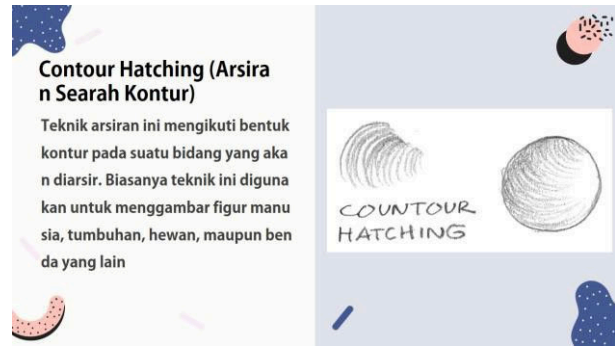 Contour Hatching (Arsira
n Searah Kontur)
Teknik arsiran ini mengikuti bentuk
kontur pada suatu bidang yang aka
n diarsir. Biasanya teknik ini diguna
kan untuk menggambar figur manu
sia, tumbuhan, hewan, maupun ben
da yang lain
COUNTOUR
HATCHING